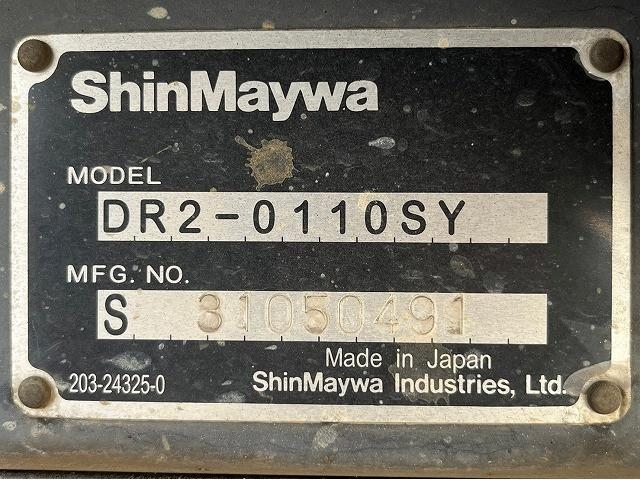 ShinMaywa
MODEL
DR2-0110SY
MFG. NO.
S 81050491
Made in Japan
203-24325-0 ShinMaywa Industries, Ltd.